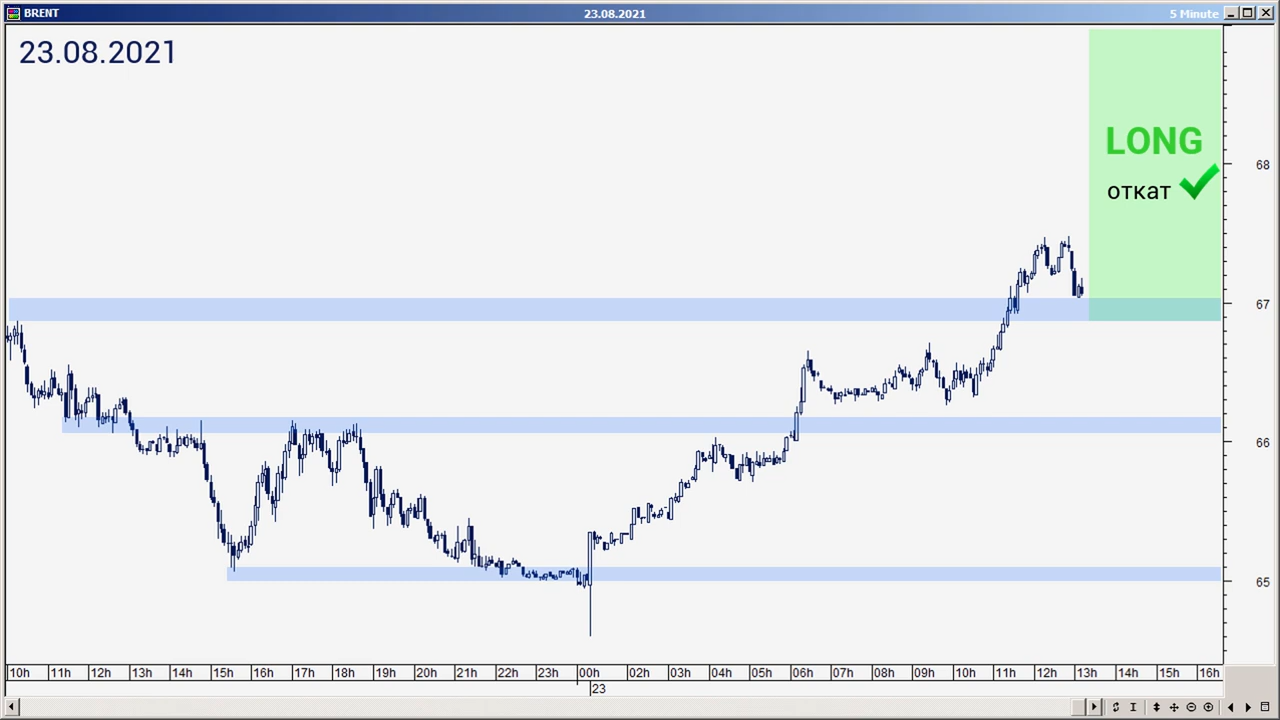 BRENT
23.08.2021
5 Minute
23.08.2021
LONG
откат
68
67
66
65
10h 11h 12h 13h 14h 15h 16h 17h 18h 19h 20h 21h 22h 23h 00h 02h 03h 04h 05h 06h 07h 08h 09h 10h 11h 12h 13h 14h 15h 16h
23